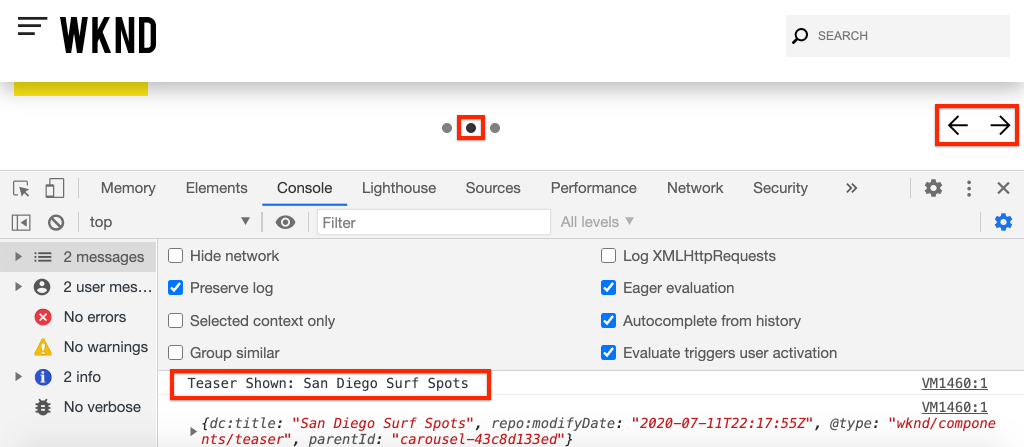 WKND
SEARCH
Memory Elements Console Lighthouse Sources Performance Network Security »
top Filter All levels
2 messages
2 user mes…
No errors
No warnings
2 info
No verbose
Hide network Log XMLHttpRequests
Preserve log Eager evaluation
Selected context only Autocomplete from history
Group similar Evaluate triggers user activation
Teaser Shown: San Diego Surf Spots VM1460:1
VM1460:1
{dc:title: "San Diego Surf Spots", repo:modifyDate: "2020-07-11T22:17:55Z", @type: "wknd/compone
nts/teaser", parentId: "carousel-43c8d133ed"}